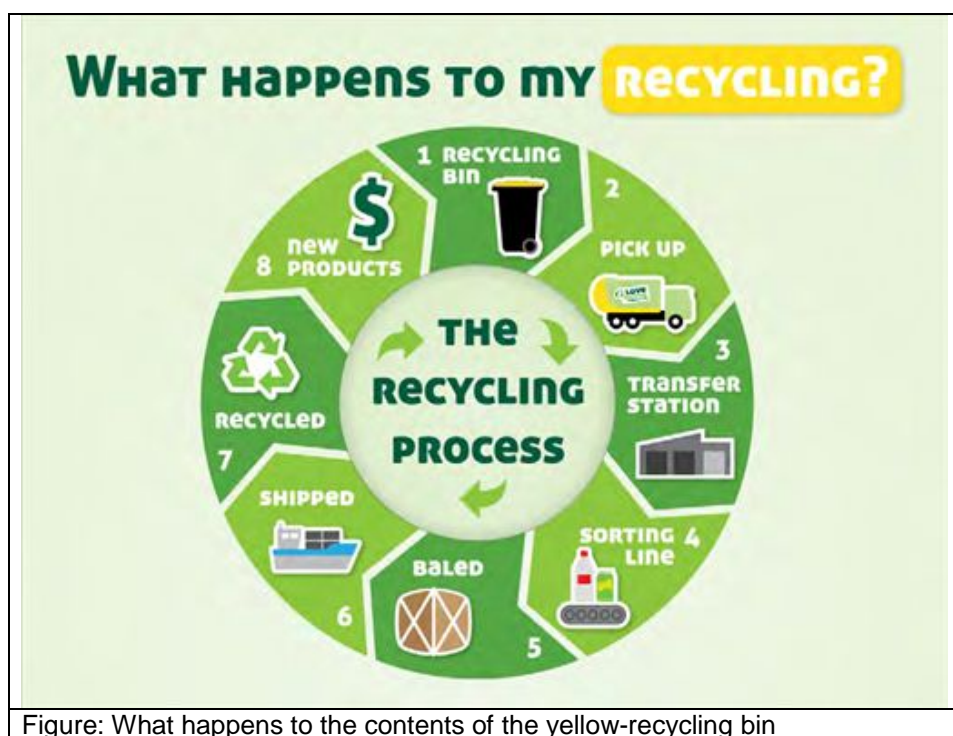 What happens to my recycling?
1 Recycling
Bin
2
Pick up
3
Transfer
Station
Sorting 4
Line
Baled
5
Shipped
6
Recycled
7
new
8 products
$
The
Recycling
Process
LOVE
Figure: What happens to the contents of the yellow-recycling bin